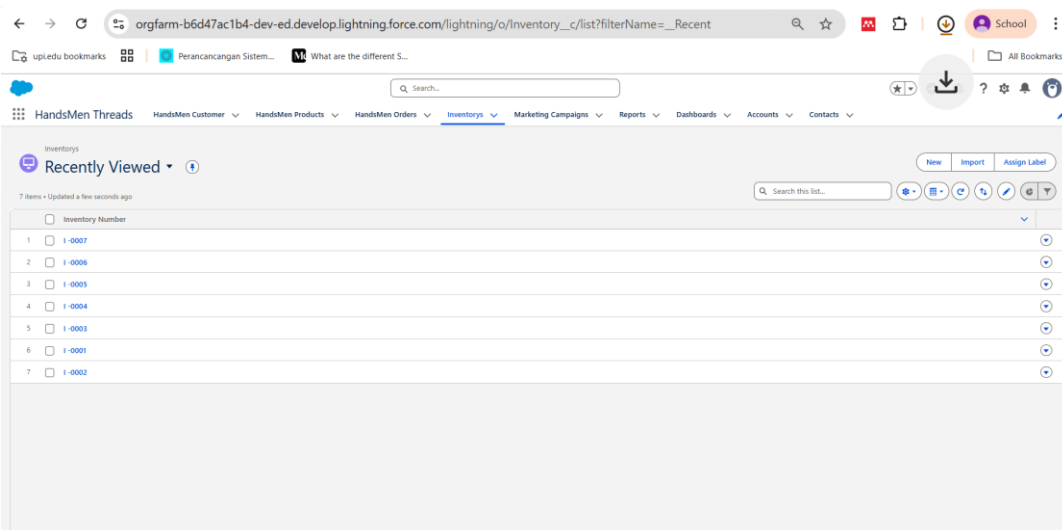 orgfarm-b6d47ac1b4-dev-ed.develop.lightning.force.com/lightning/o/Inventory__c/list?filterName=__Recent School
upi.edu bookmarks Perancancangan Sistem... What are the different S... All Bookmarks
Search...
HandsMen Threads HandsMen Customer HandsMen Products HandsMen Orders Inventorys Marketing Campaigns Reports Dashboards Accounts Contacts
Inventorys
Recently Viewed New Import Assign Label
7 items • Updated a few seconds ago Search this list...
Inventory Number
1 I -0007
2 I -0006
3 I -0005
4 I -0004
5 I -0003
6 I -0001
7 I -0002